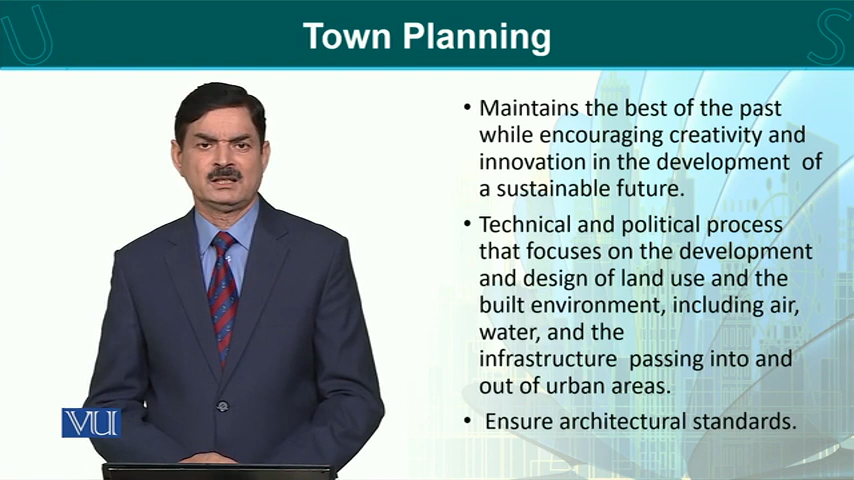 U
S
Town Planning
• Maintains the best of the past
while encouraging creativity and
innovation in the development  of
a sustainable future.
• Technical and political process
that focuses on the development
and design of land use and the
built environment, including air,
water, and the
infrastructure  passing into and
out of urban areas.
•  Ensure architectural standards.
VU